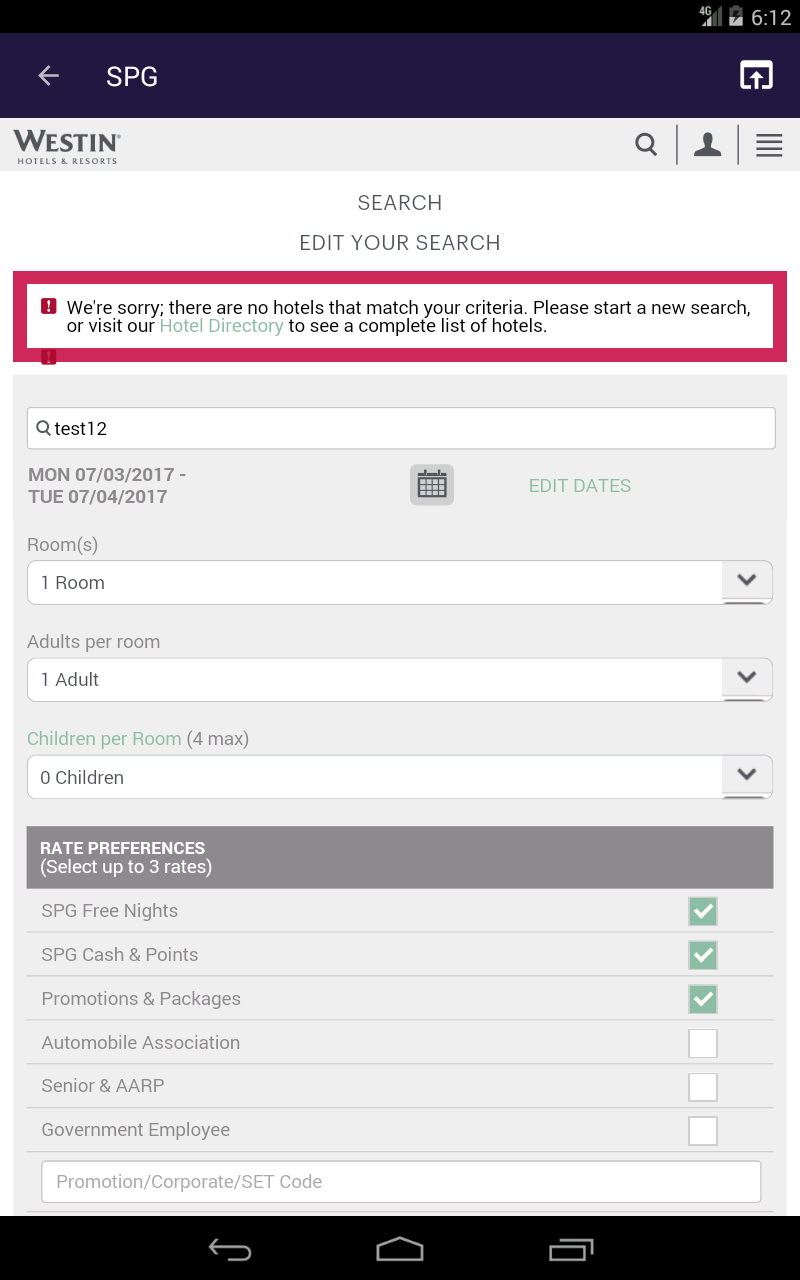 4G 6:12
SPG
WESTIN®
HOTELS & RESORTS
SEARCH
EDIT YOUR SEARCH
We're sorry; there are no hotels that match your criteria. Please start a new search,
or visit our Hotel Directory to see a complete list of hotels.
test12
MON 07/03/2017 -
TUE 07/04/2017
EDIT DATES
Room(s)
1 Room
Adults per room
1 Adult
Children per Room (4 max)
0 Children
RATE PREFERENCES
(Select up to 3 rates)
SPG Free Nights
SPG Cash & Points
Promotions & Packages
Automobile Association
Senior & AARP
Government Employee
Promotion/Corporate/SET Code